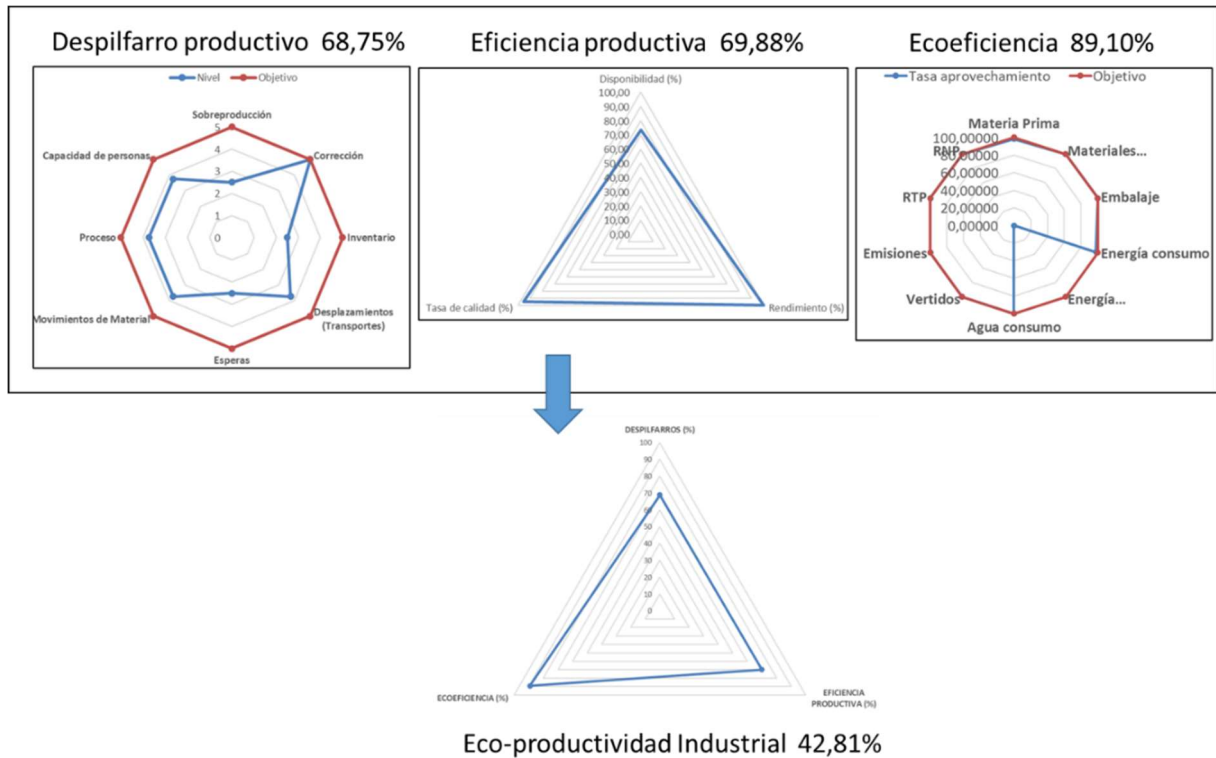 Despilfarro productivo 68,75%
Nivel
Objetivo
Sobreproducción
Corrección
Inventario
Desplazamientos
(Transportes)
Esperas
Movimientos de Material
Proceso
Capacidad de personas
5
4
3
2
1
0
Eficiencia productiva 69,88%
Disponibilidad (%)
100,00
90,00
80,00
70,00
60,00
50,00
40,00
30,00
20,00
10,00
0,00
Tasa de calidad (%)
Rendimiento (%)
Ecoeficiencia 89,10%
Tasa aprovechamiento
Objetivo
Materia Prima
Materiales...
Embalaje
Energía consumo
Energía...
Agua consumo
Vertidos
Emisiones
RTP
RNP
100,00000
80,00000
60,00000
40,00000
20,00000
0,00000
DESPILFARROS (%)
100
90
80
70
60
50
40
30
20
10
0
ECOEFICIENCIA (%)
EFICIENCIA
PRODUCTIVA (%)
Eco-productividad Industrial 42,81%